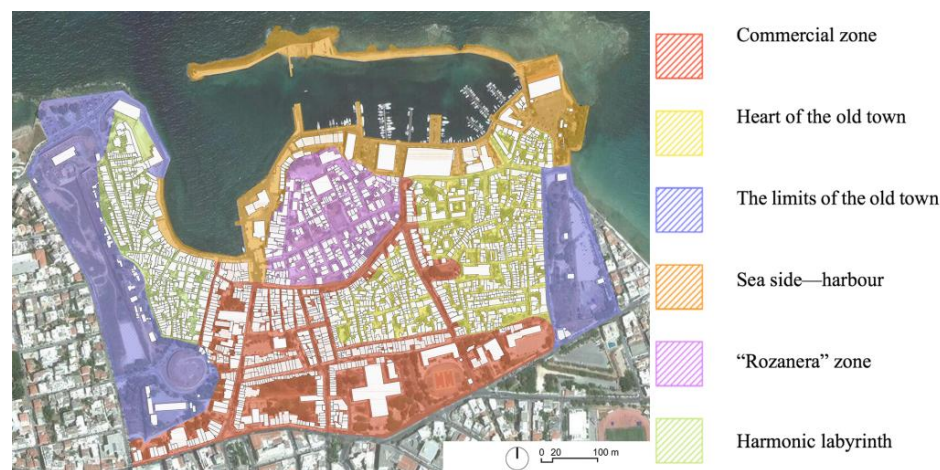 Commercial zone
Heart of the old town
The limits of the old town
Sea side—harbour
“Rozanera” zone
Harmonic labyrinth
0 20 100 m